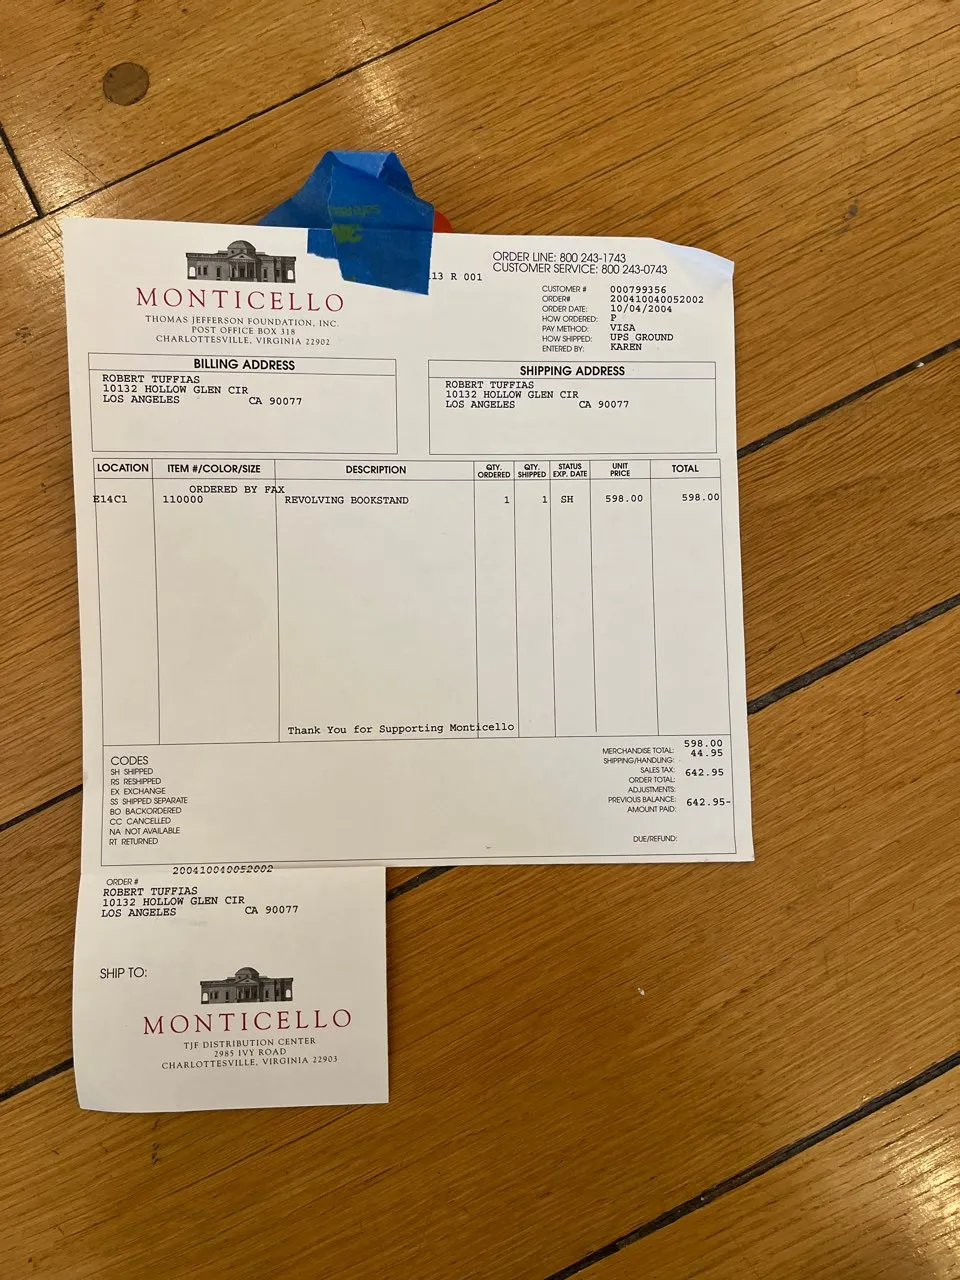 MONTICELLO
THOMAS JEFFERSON FOUNDATION, INC.
POST OFFICE BOX 318
CHARLOTTESVILLE, VIRGINIA 22902
13 R 001
ORDER LINE: 800 243-1743
CUSTOMER SERVICE: 800 243-0743
CUSTOMER # 000799356
ORDER# 200410040052002
ORDER DATE: 10/04/2004
HOW ORDERED: P
PAY METHOD: VISA
HOW SHIPPED: UPS GROUND
ENTERED BY: KAREN
BILLING ADDRESS
ROBERT TUFFIAS
10132 HOLLOW GLEN CIR
LOS ANGELES CA 90077
SHIPPING ADDRESS
ROBERT TUFFIAS
10132 HOLLOW GLEN CIR
LOS ANGELES CA 90077
LOCATION ITEM #/COLOR/SIZE DESCRIPTION QTY. ORDERED QTY. SHIPPED STATUS EXP. DATE UNIT PRICE TOTAL
ORDERED BY FAX
E14C1 110000 REVOLVING BOOKSTAND 1 1 SH 598.00 598.00
Thank You for Supporting Monticello
CODES
SH SHIPPED
RS RESHIPPED
EX EXCHANGE
SS SHIPPED SEPARATE
BO BACKORDERED
CC CANCELLED
NA NOT AVAILABLE
RT RETURNED
598.00
MERCHANDISE TOTAL: 44.95
SHIPPING/HANDLING:
SALES TAX: 642.95
ORDER TOTAL:
ADJUSTMENTS:
PREVIOUS BALANCE: 642.95-
AMOUNT PAID:
DUE/REFUND:
200410040052002
ORDER #
ROBERT TUFFIAS
10132 HOLLOW GLEN CIR
LOS ANGELES CA 90077
SHIP TO:
MONTICELLO
TJF DISTRIBUTION CENTER
2985 IVY ROAD
CHARLOTTESVILLE, VIRGINIA 22903